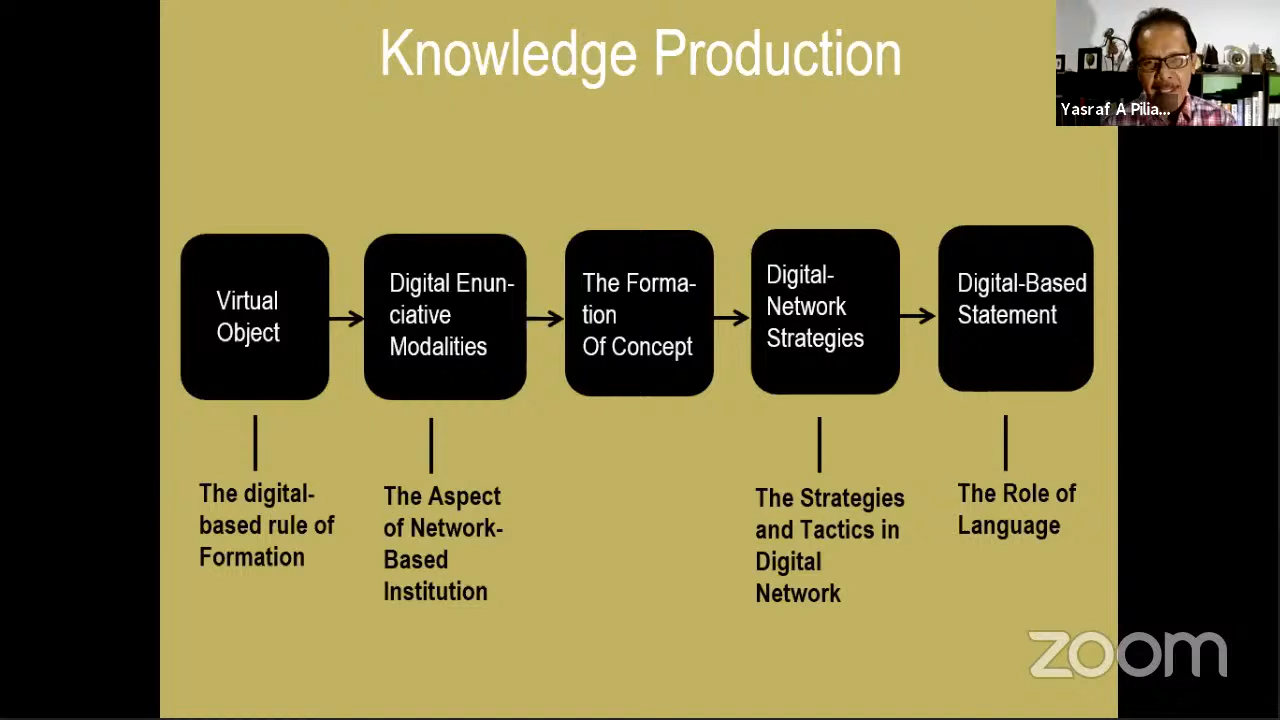 Knowledge Production
Yasraf A Pilia...
Virtual
Object
Digital Enun-
ciative
Modalities
The Forma-
tion
Of Concept
Digital-
Network
Strategies
Digital-Based
Statement
The digital-
based rule of
Formation
The Aspect
of Network-
Based
Institution
The Strategies
and Tactics in
Digital
Network
The Role of
Language
zoom